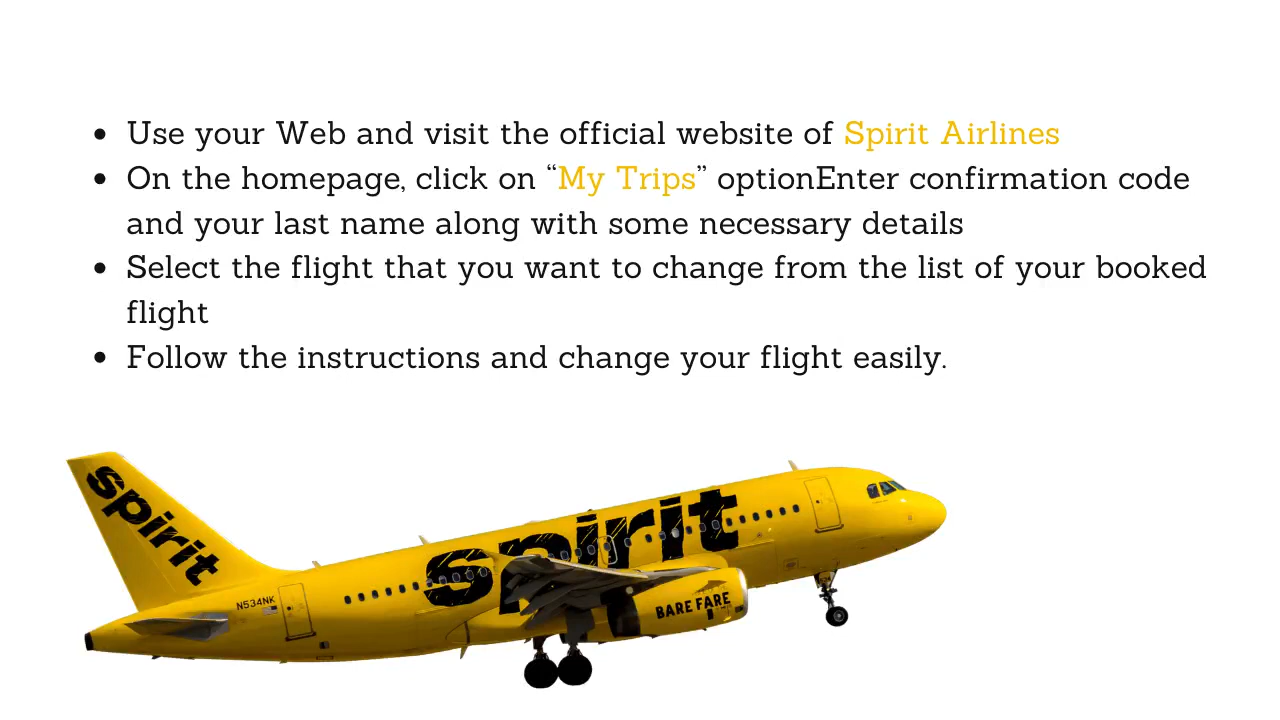 Use your Web and visit the official website of Spirit Airlines
On the homepage, click on “My Trips” optionEnter confirmation code
and your last name along with some necessary details
Select the flight that you want to change from the list of your booked
flight
Follow the instructions and change your flight easily.
spirit
spirit
N534NK
BARE FARE